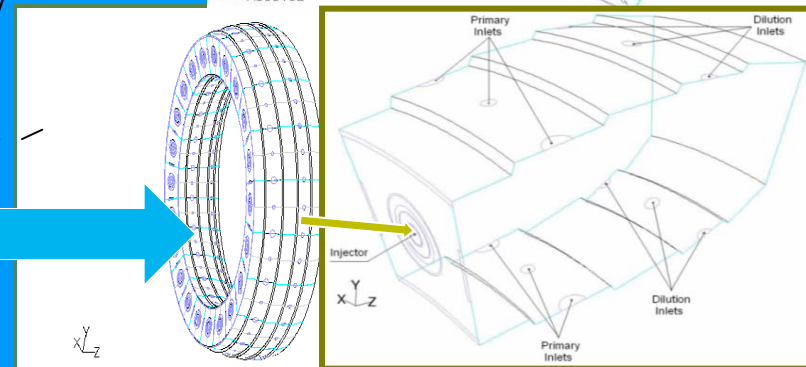 Primary
Inlets
Dilution
Inlets
Injector
Y
X
Z
Y
X
Z
Dilution
Inlets
Primary
Inlets